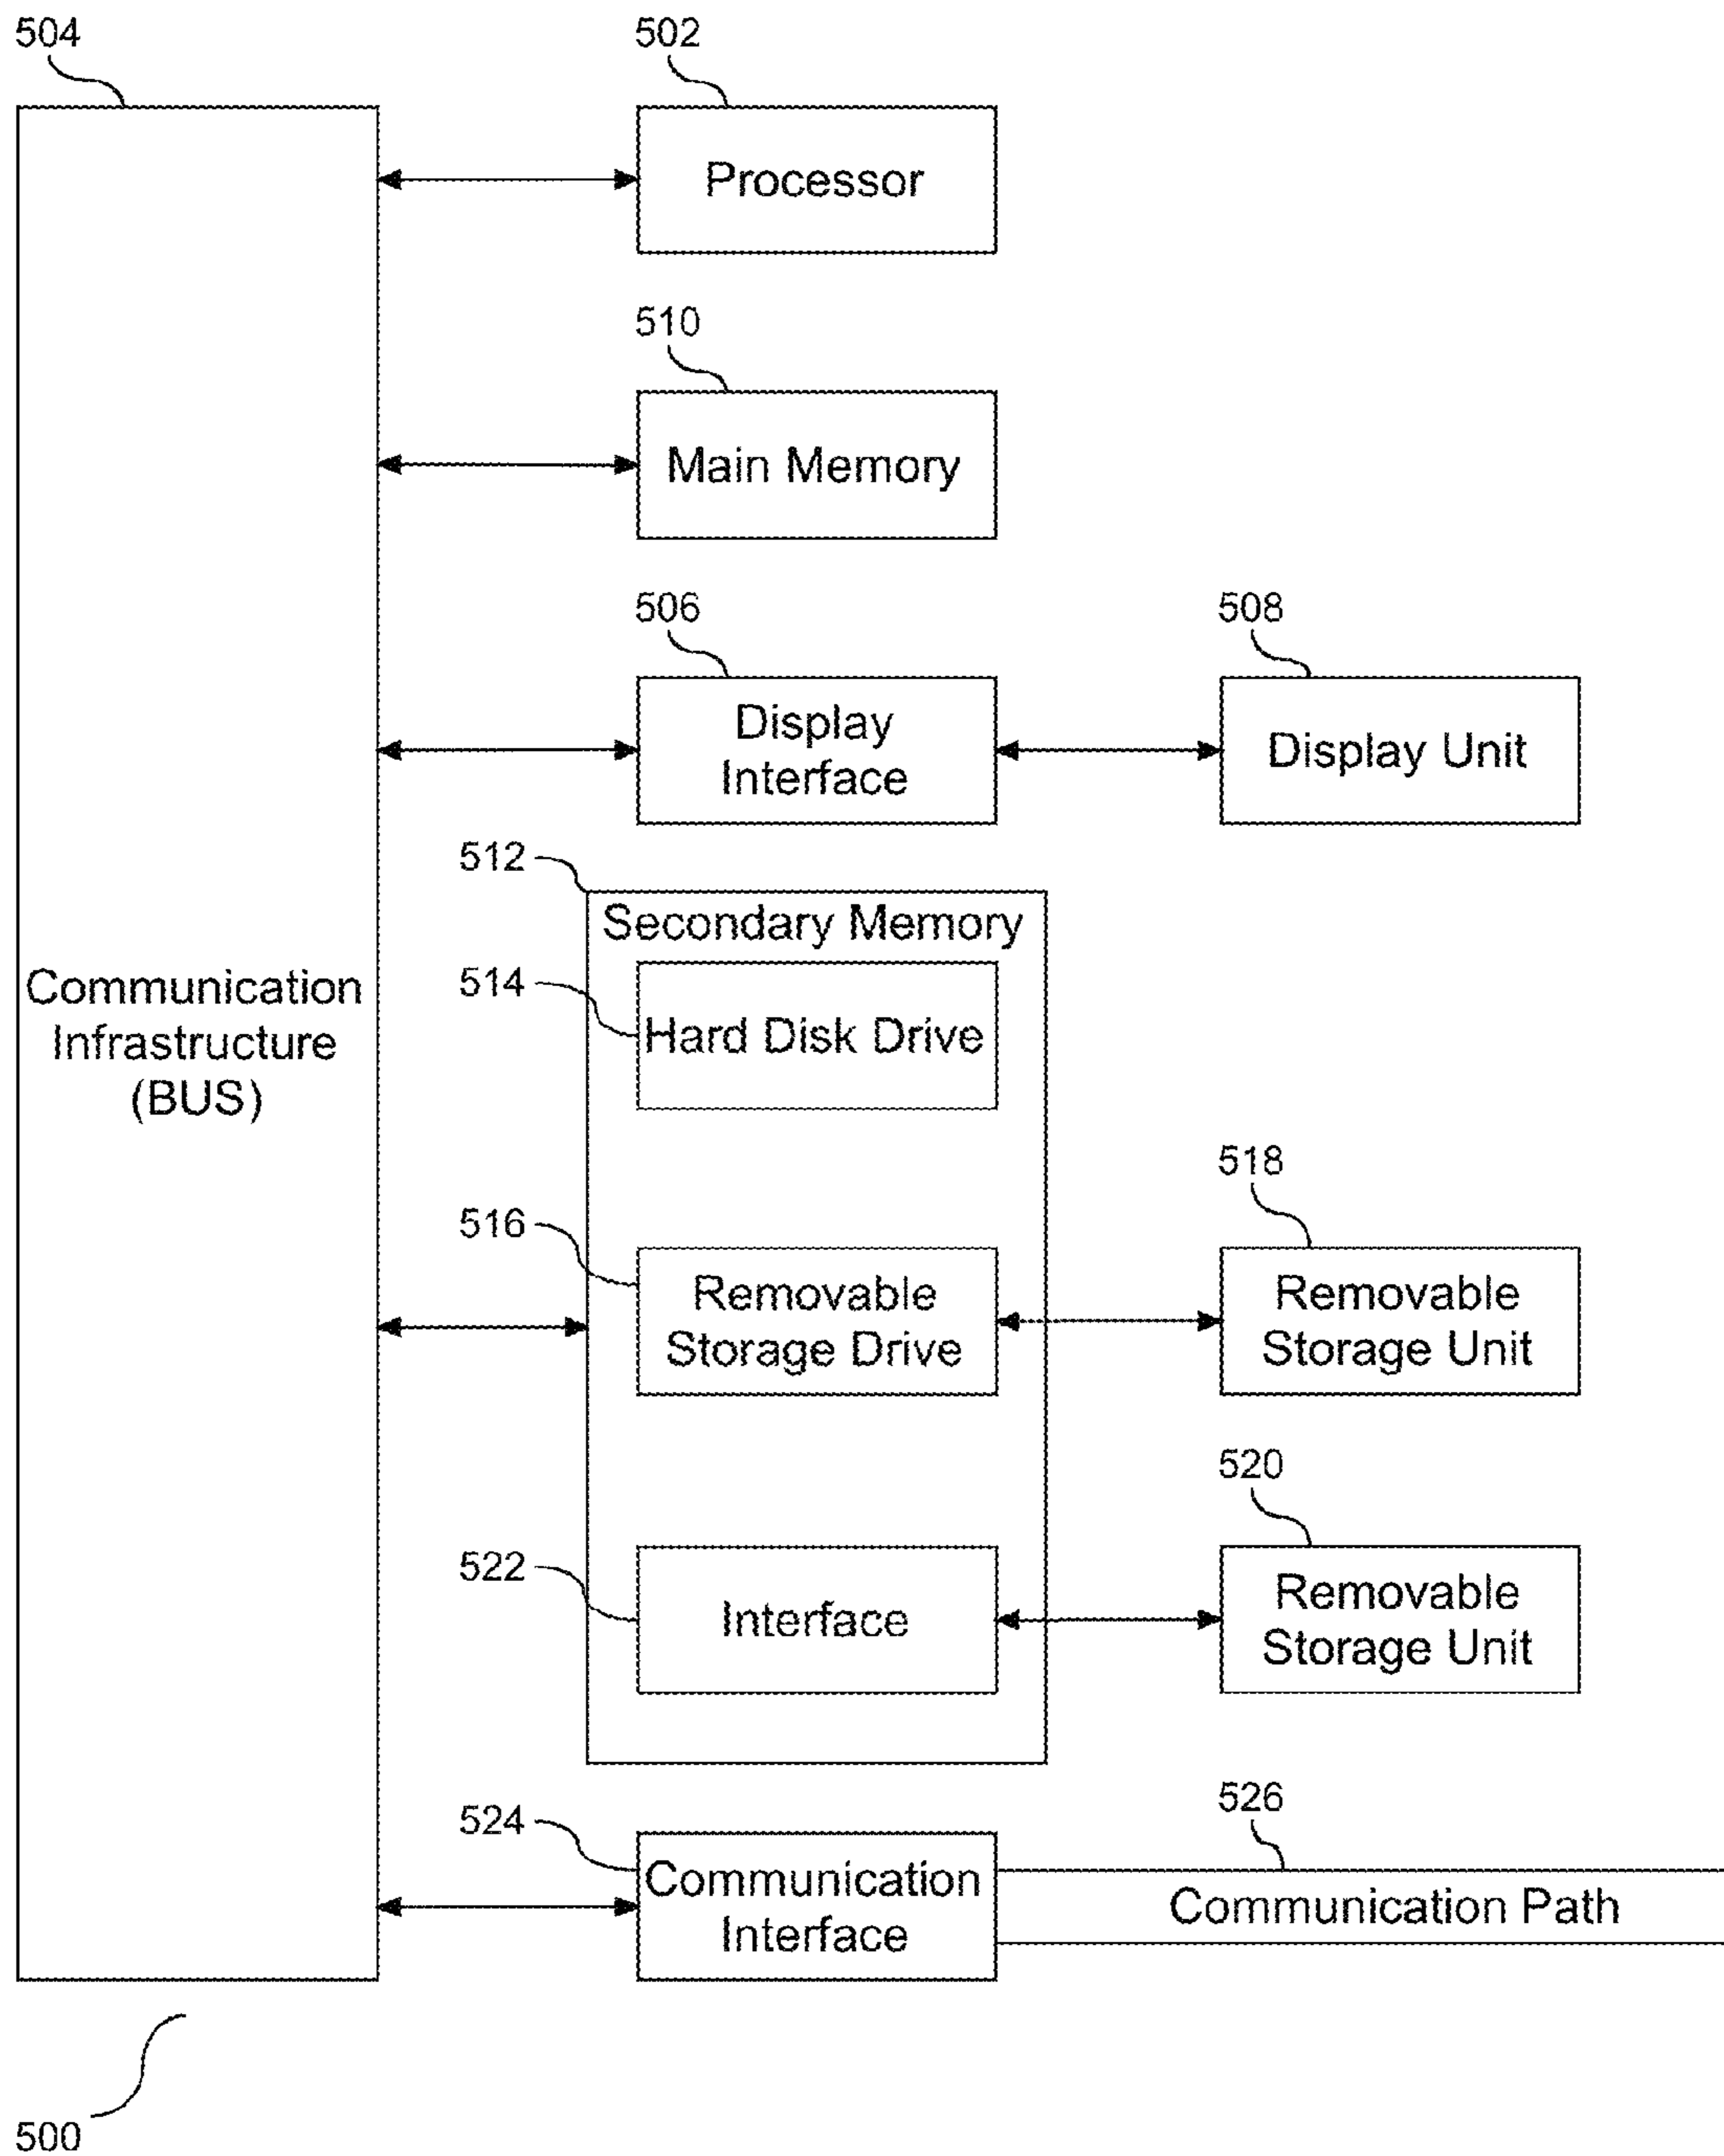 504
502
Processor
510
Main Memory
506
508
Display
Interface
Display Unit
512
Secondary Memory
514
Hard Disk Drive
Communication
Infrastructure
(BUS)
518
516
Removable
Storage Drive
Removable
Storage Unit
520
522
Interface
Removable
Storage Unit
524
526
Communication
Interface
Communication Path
500